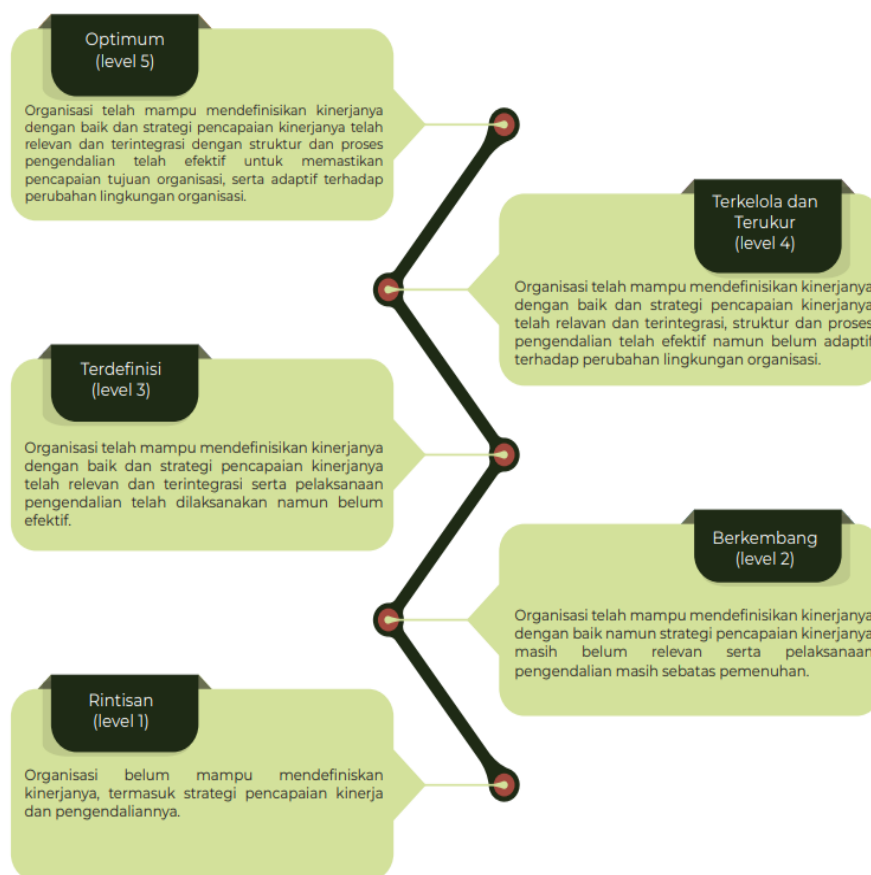 Optimum
(level 5)
Organisasi telah mampu mendefinisikan kinerjanya
dengan baik dan strategi pencapaian kinerjanya telah
relevan dan terintegrasi dengan struktur dan proses
pengendalian telah efektif untuk memastikan
pencapaian tujuan organisasi, serta adaptif terhadap
perubahan lingkungan organisasi.
Terkelola dan
Terukur
(level 4)
Organisasi telah mampu mendefinisikan kinerjanya
dengan baik dan strategi pencapaian kinerjanya
telah relavan dan terintegrasi, struktur dan proses
pengendalian telah efektif namun belum adaptif
terhadap perubahan lingkungan organisasi.
Terdefinisi
(level 3)
Organisasi telah mampu mendefinisikan kinerjanya
dengan baik dan strategi pencapaian kinerjanya
telah relevan dan terintegrasi serta pelaksanaan
pengendalian telah dilaksanakan namun belum
efektif.
Berkembang
(level 2)
Organisasi telah mampu mendefinisikan kinerjanya
dengan baik namun strategi pencapaian kinerjanya
masih belum relevan serta pelaksanaan
pengendalian masih sebatas pemenuhan.
Rintisan
(level 1)
Organisasi belum mampu mendefiniskan
kinerjanya, termasuk strategi pencapaian kinerja
dan pengendaliannya.